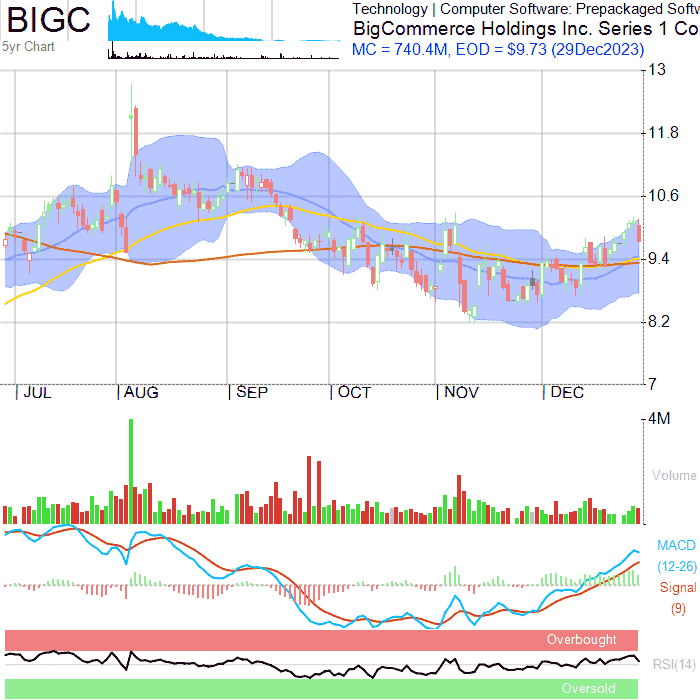 BIGC
5yr Chart
Technology | Computer Software: Prepackaged Softw
BigCommerce Holdings Inc. Series 1 Co
MC = 740.4M, EOD = $9.73 (29Dec2023)
13
11.8
10.6
9.4
8.2
7
JUL AUG SEP OCT NOV DEC
4M
Volume
MACD
(12-26)
Signal
(9)
Overbought
RSI(14)
Oversold